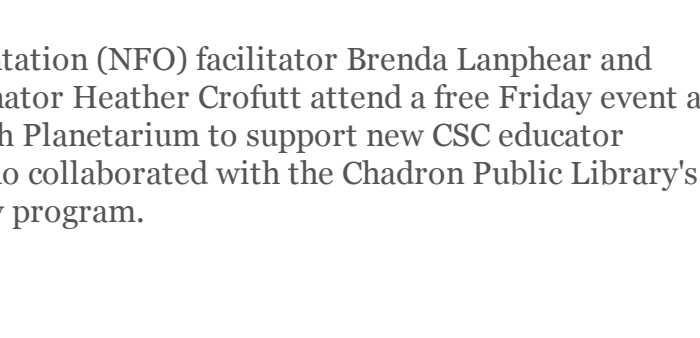 ntation (NFO) facilitator Brenda Lanphear and
nator Heather Crofutt attend a free Friday event a
h Planetarium to support new CSC educator
o collaborated with the Chadron Public Library's
program.